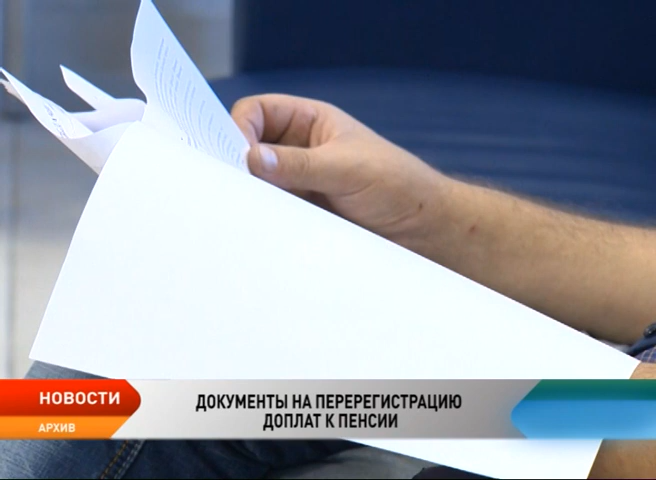 НОВОСТИ
АРХИВ
ДОКУМЕНТЫ НА ПЕРЕРЕГИСТРАЦИЮ
ДОПЛАТ К ПЕНСИИ